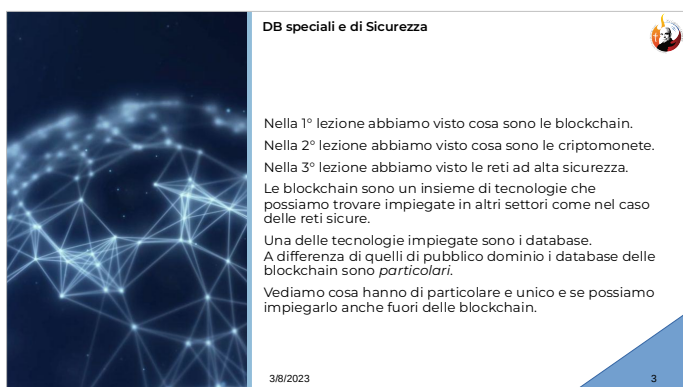 DB speciali e di Sicurezza
Nella 1° lezione abbiamo visto cosa sono le blockchain.
Nella 2° lezione abbiamo visto cosa sono le criptomonete.
Nella 3° lezione abbiamo visto le reti ad alta sicurezza.
Le blockchain sono un insieme di tecnologie che
possiamo trovare impiegate in altri settori come nel caso
delle reti sicure.
Una delle tecnologie impiegate sono i database.
A differenza di quelli di pubblico dominio i database delle
blockchain sono particolari.
Vediamo cosa hanno di particolare e unico e se possiamo
impiegarlo anche fuori delle blockchain.
3/8/2023
3